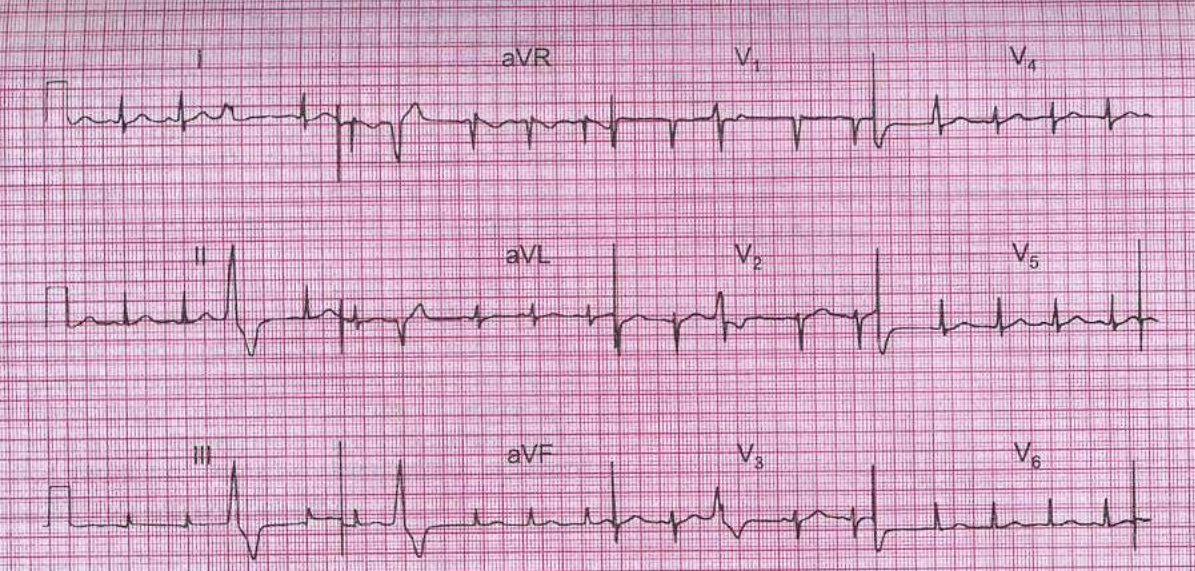 I aVR V₁ V₄
II aVL V₂ V₅
III aVF V₃ V₆